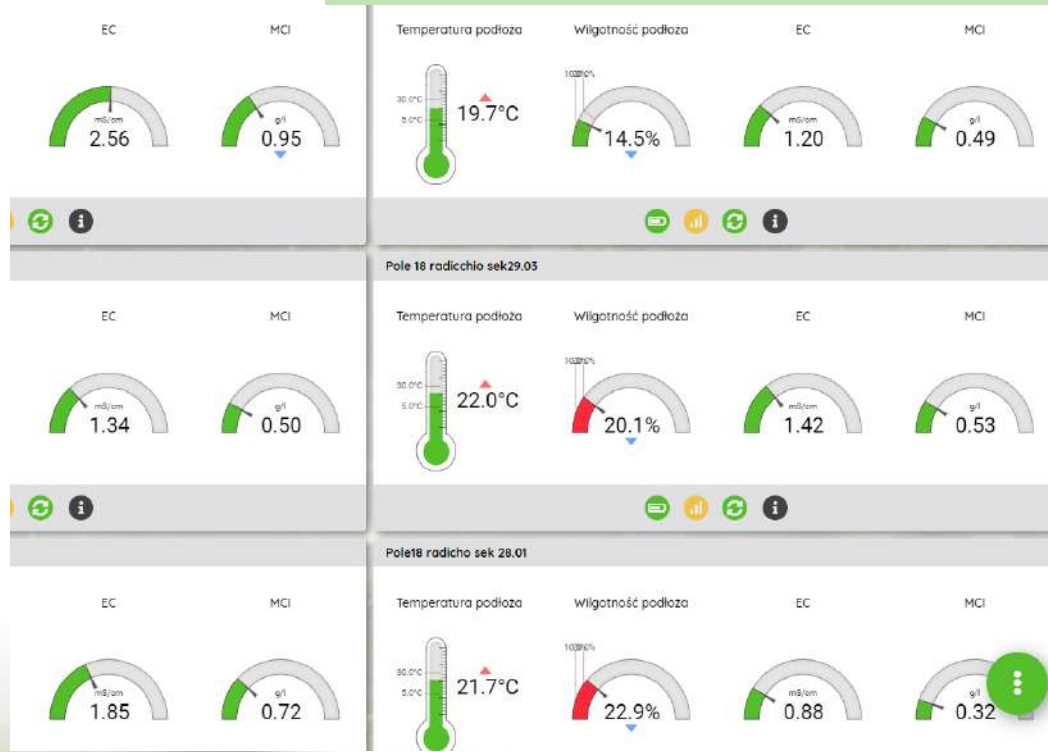 EC MCI Temperatura podłoża Wilgotność podłoża EC MCI
30.0°C
5.0°C
19.7°C
mS/cm
2.56
g/l
0.95
14.5%
mS/cm
1.20
g/l
0.49
Pole 18 radicchio sek29.03
EC MCI Temperatura podłoża Wilgotność podłoża EC MCI
30.0°C
5.0°C
22.0°C
mS/cm
1.34
g/l
0.50
20.1%
mS/cm
1.42
g/l
0.53
Pole18 radicho sek 28.01
EC MCI Temperatura podłoża Wilgotność podłoża EC MCI
30.0°C
5.0°C
21.7°C
mS/cm
1.85
g/l
0.72
22.9%
mS/cm
0.88
g/l
0.32